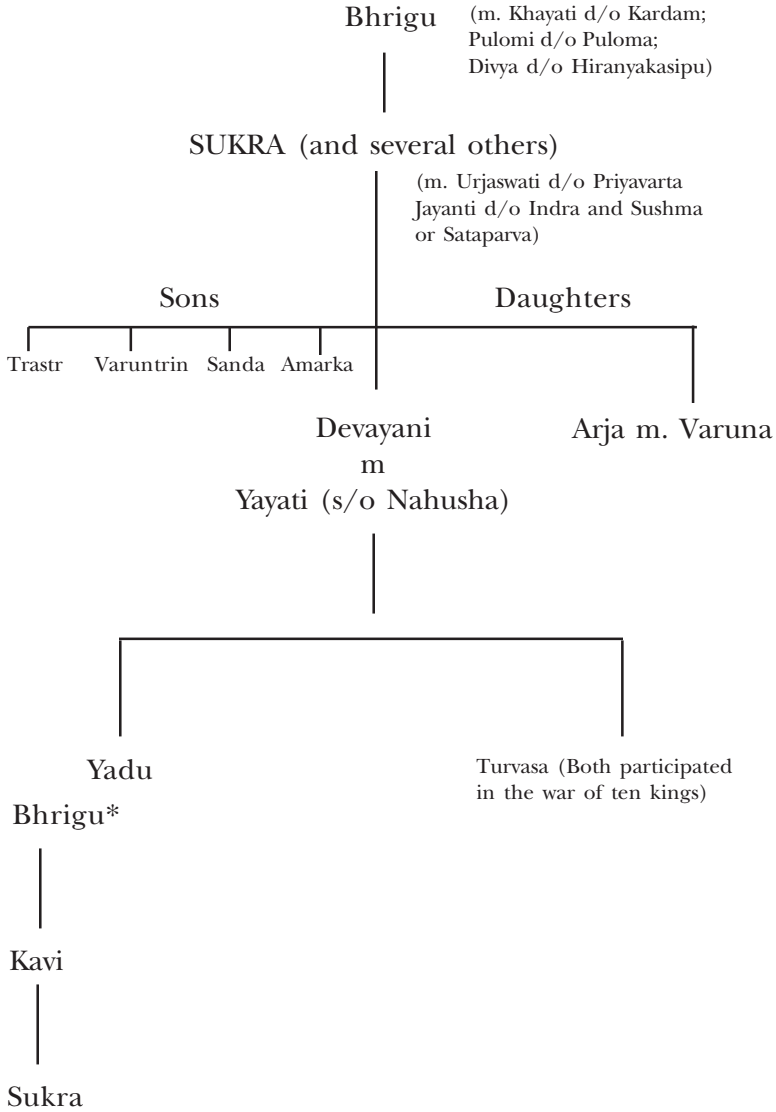 Bhrigu
(m. Khayati d/o Kardam;
Pulomi d/o Puloma;
Divya d/o Hiranyakasipu)
SUKRA (and several others)
(m. Urjaswati d/o Priyavarta
Jayanti d/o Indra and Sushma
or Sataparva)
Sons
Daughters
Trastr
Varuntrin
Sanda
Amarka
Devayani
m
Yayati (s/o Nahusha)
Arja m. Varuna
Yadu
Turvasa (Both participated
in the war of ten kings)
Bhrigu*
Kavi
Sukra